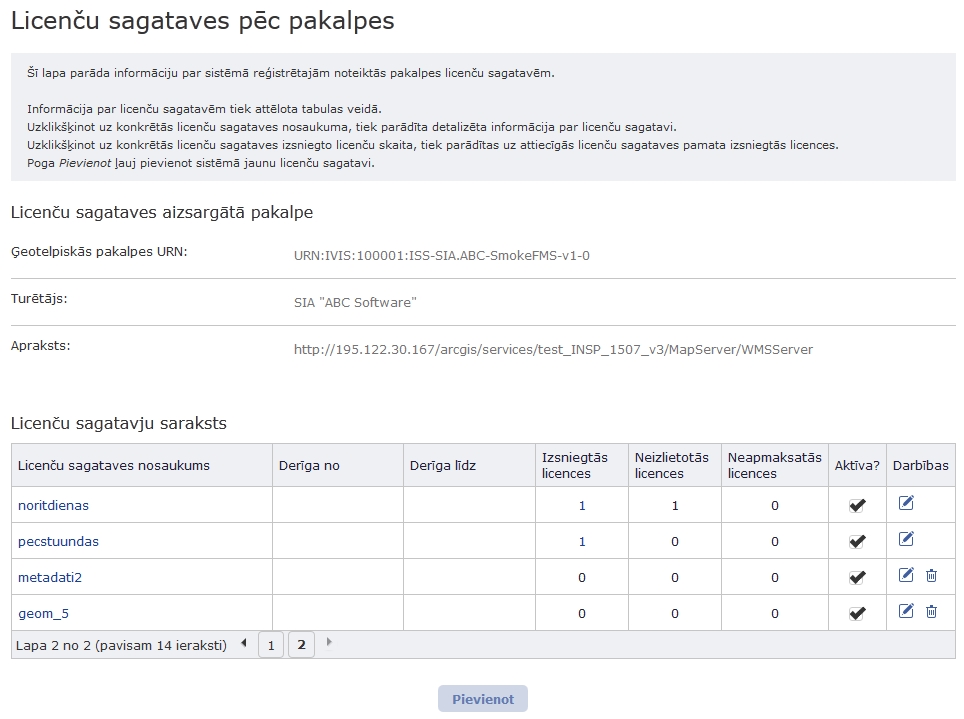 Licenču sagataves pēc pakalpes
Šī lapa parāda informāciju par sistēmā reģistrētajām noteiktās pakalpes licenču sagatavēm.
Informācija par licenču sagatavēm tiek attēlota tabulas veidā.
Uzklikšķinot uz konkrētās licenču sagataves nosaukuma, tiek parādīta detalizēta informācija par licenču sagatavi.
Uzklikšķinot uz konkrētās licenču sagataves izsniegto licenču skaita, tiek parādītas uz attiecīgās licenču sagataves pamata izsniegtās licences.
Poga Pievienot ļauj pievienot sistēmā jaunu licenču sagatavi.
Licenču sagataves aizsargātā pakalpe
Ģeotelpiskās pakalpes URN: URN:IVIS:100001:ISS-SIA.ABC-SmokeFMS-v1-0
Turētājs: SIA "ABC Software"
Apraksts: http://195.122.30.167/arcgis/services/test_INSP_1507_v3/MapServer/WMSServer
Licenču sagatavju saraksts
Licenču sagataves nosaukums Derīga no Derīga līdz Izsniegtās licences Neizlietotās licences Neapmaksatās licences Aktīva? Darbības
noritdienas 1 1 0
pecstuundas 1 0 0
metadati2 0 0 0
geom_5 0 0 0
Lapa 2 no 2 (pavisam 14 ieraksti) 1 2
Pievienot